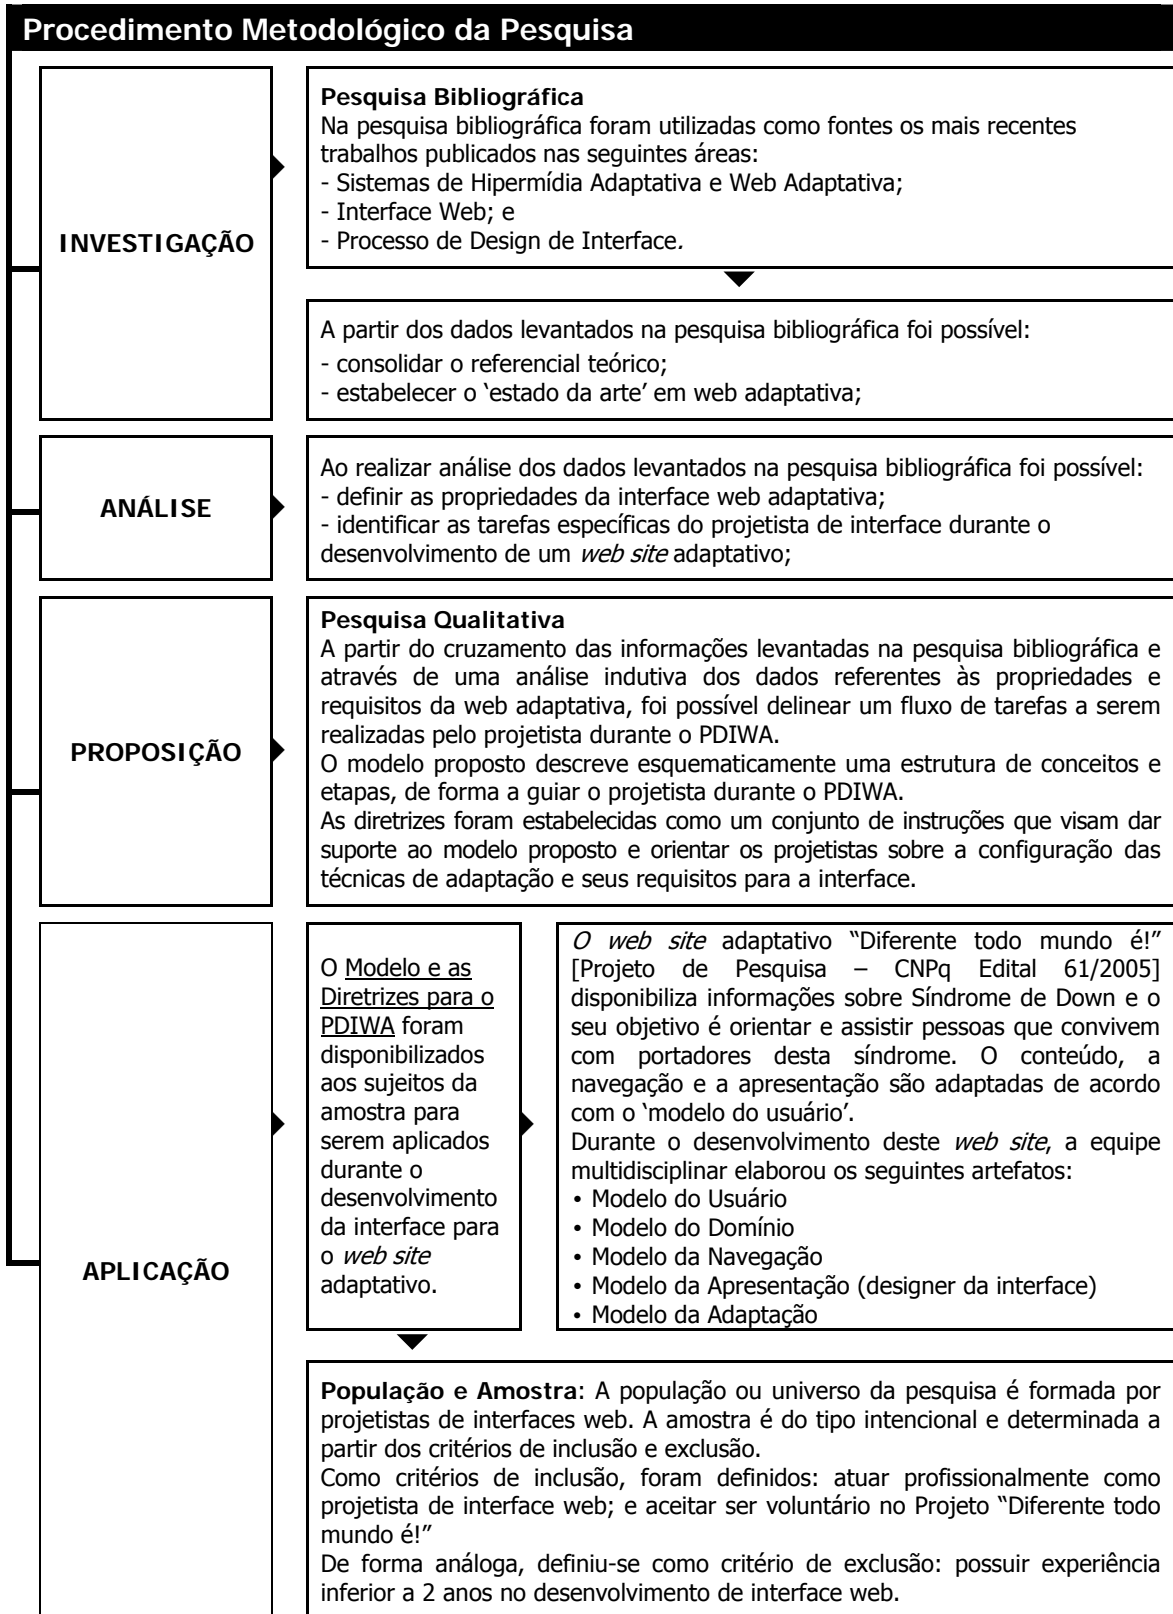 Procedimento Metodológico da Pesquisa
INVESTIGAÇÃO
Pesquisa Bibliográfica
Na pesquisa bibliográfica foram utilizadas como fontes os mais recentes
trabalhos publicados nas seguintes áreas:
- Sistemas de Hipermídia Adaptativa e Web Adaptativa;
- Interface Web; e
- Processo de Design de Interface.
A partir dos dados levantados na pesquisa bibliográfica foi possível:
- consolidar o referencial teórico;
- estabelecer o ‘estado da arte’ em web adaptativa;
ANÁLISE
Ao realizar análise dos dados levantados na pesquisa bibliográfica foi possível:
- definir as propriedades da interface web adaptativa;
- identificar as tarefas específicas do projetista de interface durante o
desenvolvimento de um web site adaptativo;
PROPOSIÇÃO
Pesquisa Qualitativa
A partir do cruzamento das informações levantadas na pesquisa bibliográfica e
através de uma análise indutiva dos dados referentes às propriedades e
requisitos da web adaptativa, foi possível delinear um fluxo de tarefas a serem
realizadas pelo projetista durante o PDIWA.
O modelo proposto descreve esquematicamente uma estrutura de conceitos e
etapas, de forma a guiar o projetista durante o PDIWA.
As diretrizes foram estabelecidas como um conjunto de instruções que visam dar
suporte ao modelo proposto e orientar os projetistas sobre a configuração das
técnicas de adaptação e seus requisitos para a interface.
APLICAÇÃO
O Modelo e as
Diretrizes para o
PDIWA foram
disponibilizados
aos sujeitos da
amostra para
serem aplicados
durante o
desenvolvimento
da interface para
o web site
adaptativo.
O web site adaptativo “Diferente todo mundo é!”
[Projeto de Pesquisa – CNPq Edital 61/2005]
disponibiliza informações sobre Síndrome de Down e o
seu objetivo é orientar e assistir pessoas que convivem
com portadores desta síndrome. O conteúdo, a
navegação e a apresentação são adaptadas de acordo
com o ‘modelo do usuário’.
Durante o desenvolvimento deste web site, a equipe
multidisciplinar elaborou os seguintes artefatos:
• Modelo do Usuário
• Modelo do Domínio
• Modelo da Navegação
• Modelo da Apresentação (designer da interface)
• Modelo da Adaptação
População e Amostra: A população ou universo da pesquisa é formada por
projetistas de interfaces web. A amostra é do tipo intencional e determinada a
partir dos critérios de inclusão e exclusão.
Como critérios de inclusão, foram definidos: atuar profissionalmente como
projetista de interface web; e aceitar ser voluntário no Projeto “Diferente todo
mundo é!”
De forma análoga, definiu-se como critério de exclusão: possuir experiência
inferior a 2 anos no desenvolvimento de interface web.